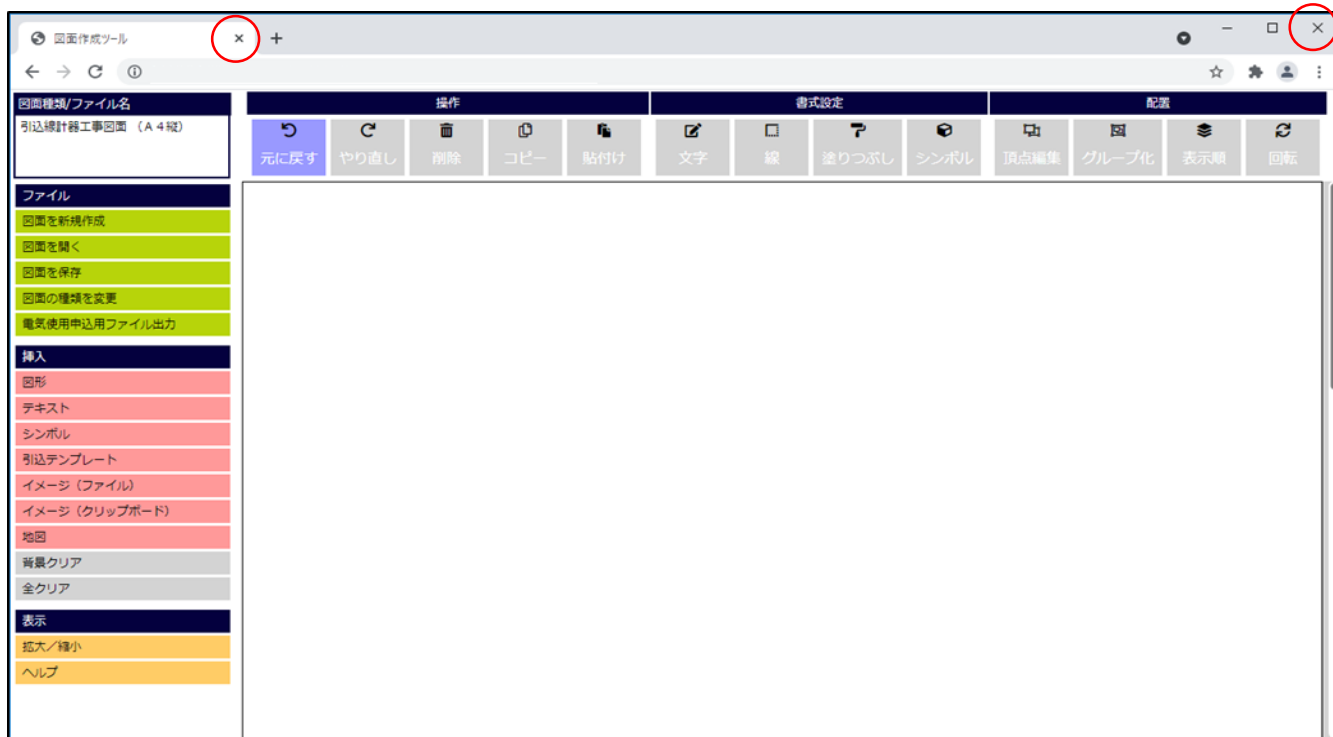 図面作成ツール
図面種類/ファイル名
引込線計器工事図面 （Ａ４縦）
操作
書式設定
配置
元に戻す
やり直し
削除
コピー
貼付け
文字
線
塗りつぶし
シンボル
頂点編集
グループ化
表示順
回転
ファイル
図面を新規作成
図面を開く
図面を保存
図面の種類を変更
電気使用申込用ファイル出力
挿入
図形
テキスト
シンボル
引込テンプレート
イメージ（ファイル）
イメージ（クリップボード）
地図
背景クリア
全クリア
表示
拡大／縮小
ヘルプ